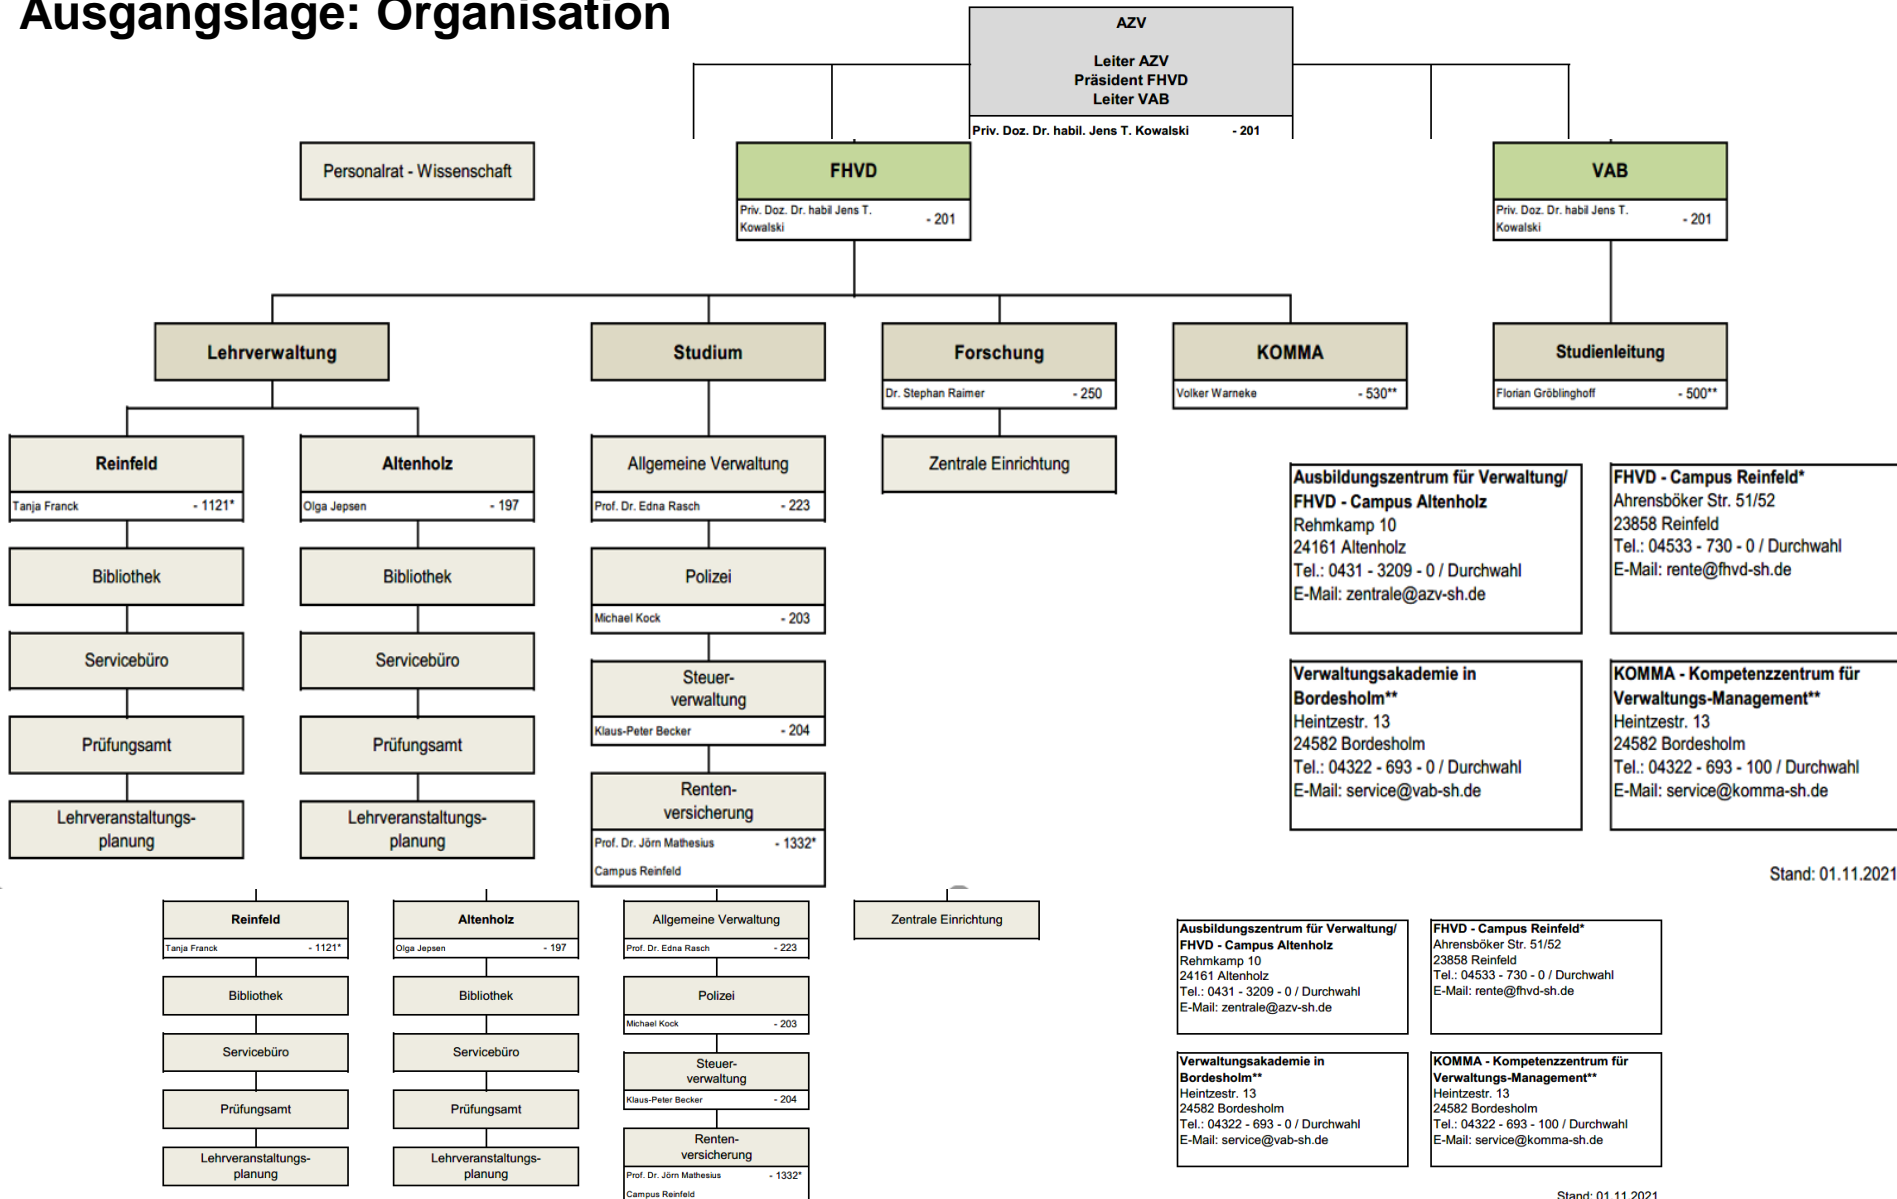 Ausgangslage: Organisation
AZV
Leiter AZV
Präsident FHVD
Leiter VAB
Priv. Doz. Dr. habil. Jens T. Kowalski - 201
Personalrat - Wissenschaft
FHVD
Priv. Doz. Dr. habil Jens T.
Kowalski
- 201
VAB
Priv. Doz. Dr. habil Jens T.
Kowalski
- 201
Lehrverwaltung
Studium
Forschung
Dr. Stephan Raimer - 250
KOMMA
Volker Warneke - 530**
Studienleitung
Florian Gröblinghoff - 500**
Reinfeld
Tanja Franck - 1121*
Bibliothek
Servicebüro
Prüfungsamt
Lehrveranstaltungs-
planung
Altenholz
Olga Jepsen - 197
Bibliothek
Servicebüro
Prüfungsamt
Lehrveranstaltungs-
planung
Allgemeine Verwaltung
Prof. Dr. Edna Rasch - 223
Polizei
Michael Kock - 203
Steuer-
verwaltung
Klaus-Peter Becker - 204
Renten-
versicherung
Prof. Dr. Jörn Mathesius - 1332*
Campus Reinfeld
Zentrale Einrichtung
Ausbildungszentrum für Verwaltung/
FHVD - Campus Altenholz
Rehmkamp 10
24161 Altenholz
Tel.: 0431 - 3209 - 0 / Durchwahl
E-Mail: zentrale@azv-sh.de
FHVD - Campus Reinfeld*
Ahrensböker Str. 51/52
23858 Reinfeld
Tel.: 04533 - 730 - 0 / Durchwahl
E-Mail: rente@fhvd-sh.de
Verwaltungsakademie in
Bordesholm**
Heintzestr. 13
24582 Bordesholm
Tel.: 04322 - 693 - 0 / Durchwahl
E-Mail: service@vab-sh.de
KOMMA - Kompetenzzentrum für
Verwaltungs-Management**
Heintzestr. 13
24582 Bordesholm
Tel.: 04322 - 693 - 100 / Durchwahl
E-Mail: service@komma-sh.de
Stand: 01.11.2021
Reinfeld
Tanja Franck - 1121*
Bibliothek
Servicebüro
Prüfungsamt
Lehrveranstaltungs-
planung
Altenholz
Olga Jepsen - 197
Bibliothek
Servicebüro
Prüfungsamt
Lehrveranstaltungs-
planung
Allgemeine Verwaltung
Prof. Dr. Edna Rasch - 223
Polizei
Michael Kock - 203
Steuer-
verwaltung
Klaus-Peter Becker - 204
Renten-
versicherung
Prof. Dr. Jörn Mathesius - 1332*
Campus Reinfeld
Zentrale Einrichtung
Ausbildungszentrum für Verwaltung/
FHVD - Campus Altenholz
Rehmkamp 10
24161 Altenholz
Tel.: 0431 - 3209 - 0 / Durchwahl
E-Mail: zentrale@azv-sh.de
FHVD - Campus Reinfeld*
Ahrensböker Str. 51/52
23858 Reinfeld
Tel.: 04533 - 730 - 0 / Durchwahl
E-Mail: rente@fhvd-sh.de
Verwaltungsakademie in
Bordesholm**
Heintzestr. 13
24582 Bordesholm
Tel.: 04322 - 693 - 0 / Durchwahl
E-Mail: service@vab-sh.de
KOMMA - Kompetenzzentrum für
Verwaltungs-Management**
Heintzestr. 13
24582 Bordesholm
Tel.: 04322 - 693 - 100 / Durchwahl
E-Mail: service@komma-sh.de
Stand: 01.11.2021